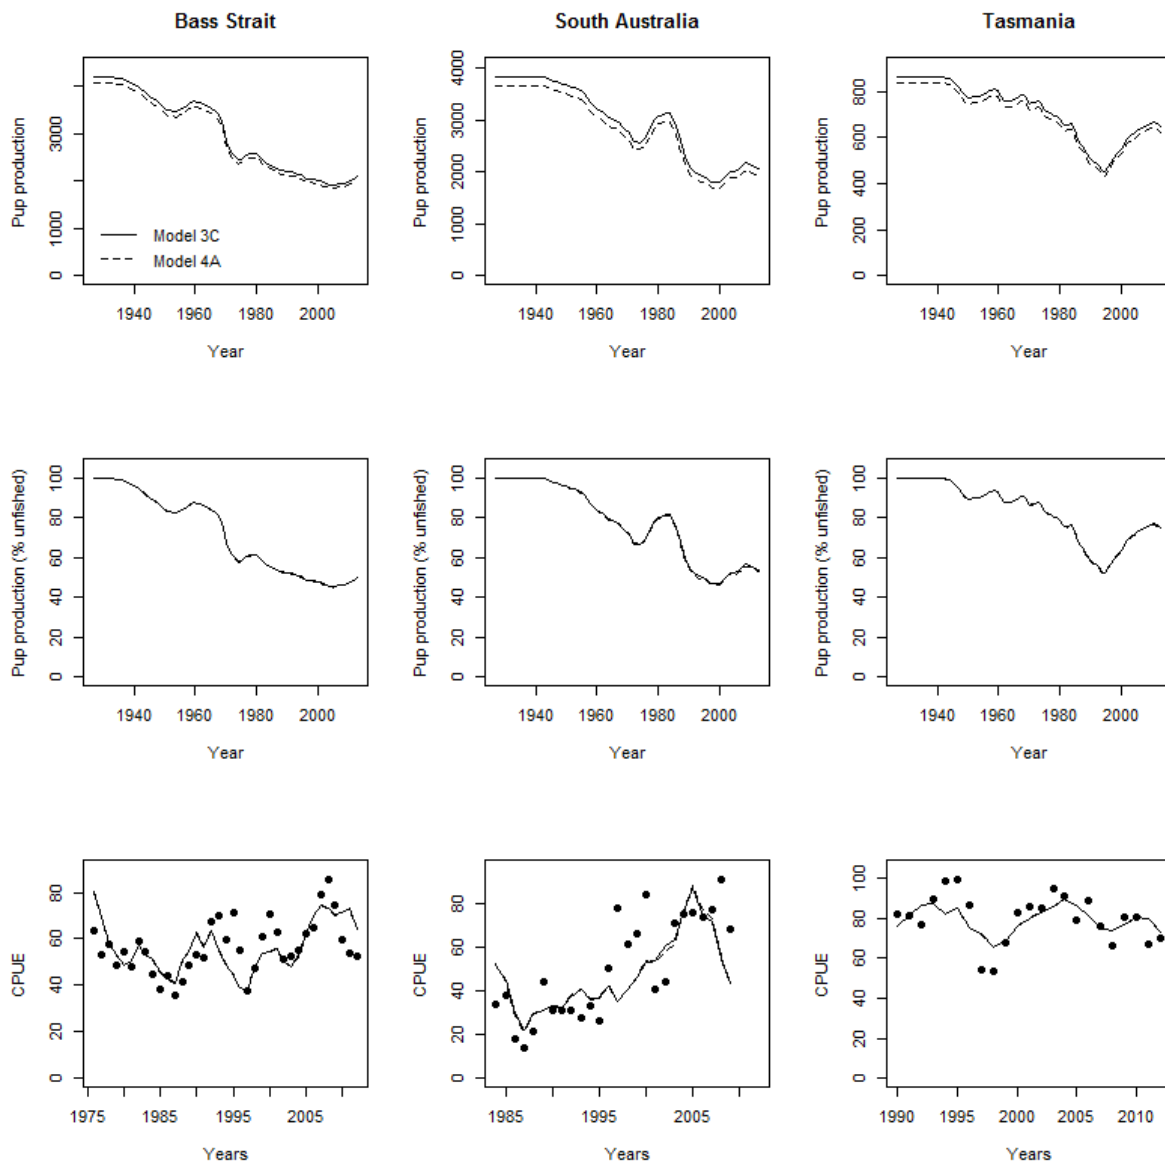 Bass Strait
South Australia
Tasmania
Pup production
0 1000 3000
Model 3C
Model 4A
1940 1960 1980 2000
Year
Pup production
0 1000 2000 3000 4000
1940 1960 1980 2000
Year
Pup production
0 200 400 600 800
1940 1960 1980 2000
Year
Pup production (% unfished)
0 20 40 60 80 100
1940 1960 1980 2000
Year
Pup production (% unfished)
0 20 40 60 80 100
1940 1960 1980 2000
Year
Pup production (% unfished)
0 20 40 60 80 100
1940 1960 1980 2000
Year
CPUE
0 20 40 60 80
1975 1985 1995 2005
Years
CPUE
0 20 40 60 80
1985 1995 2005
Years
CPUE
0 20 40 60 80 100
1990 1995 2000 2005 2010
Years